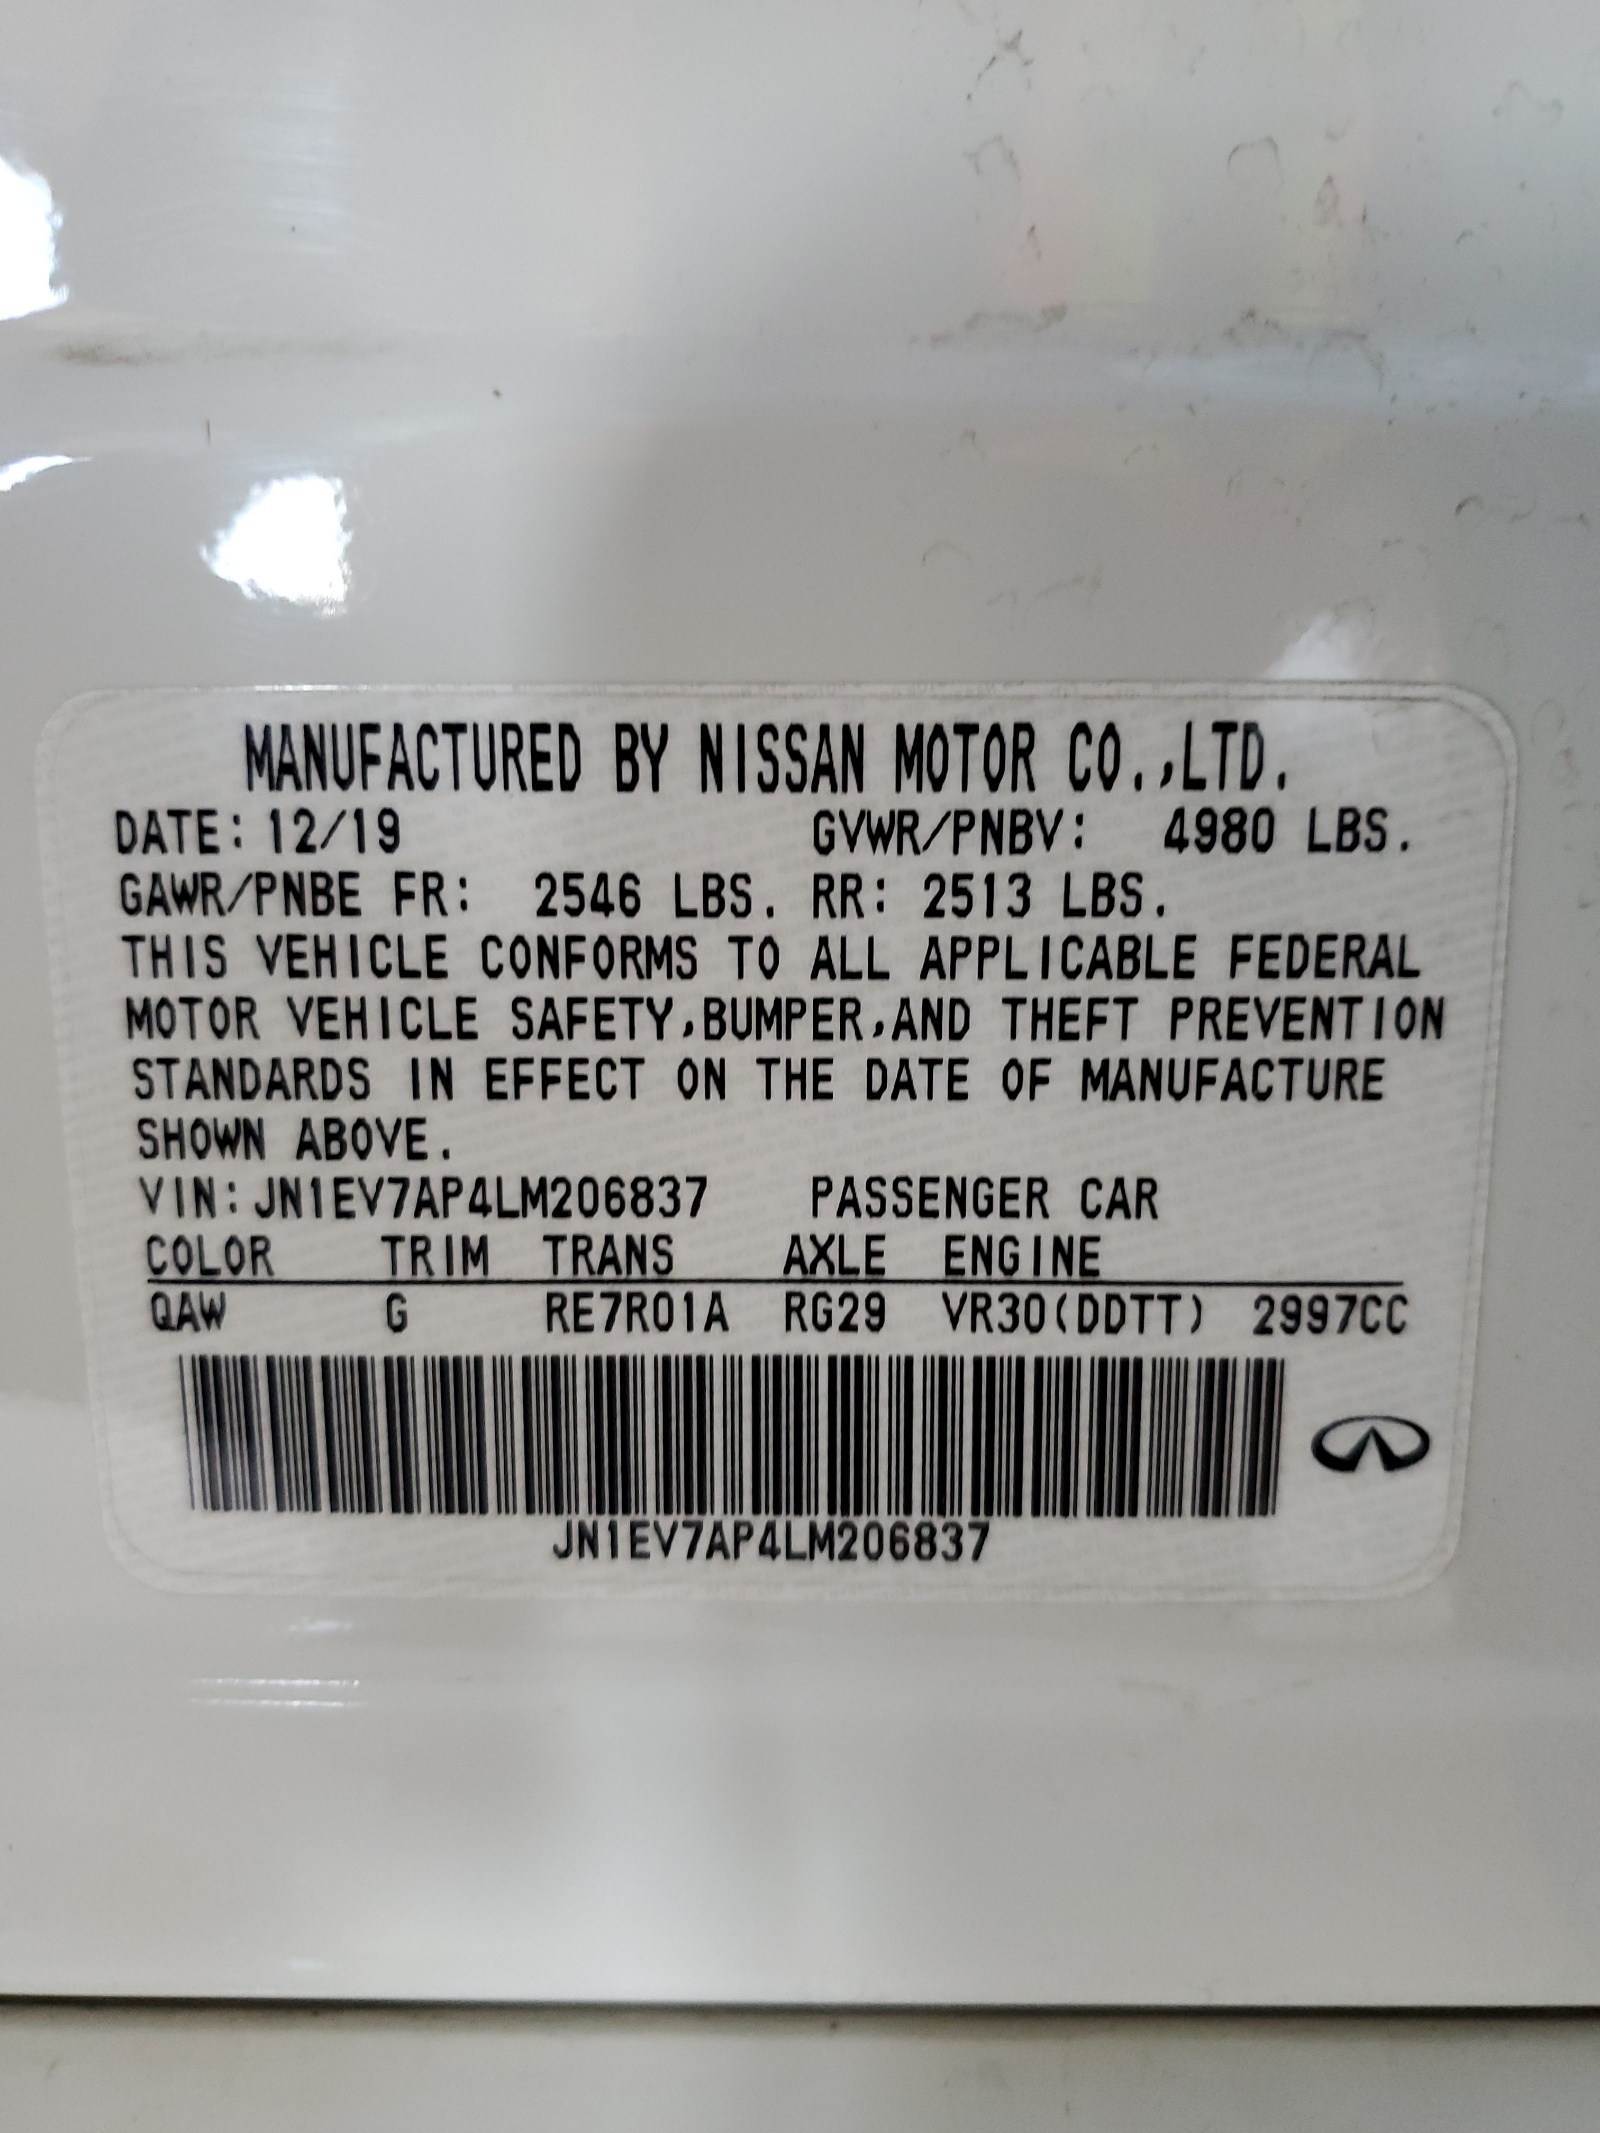 MANUFACTURED BY NISSAN MOTOR CO.,LTD.
DATE: 12/19 GVWR/PNBV: 4980 LBS.
GAWR/PNBE FR: 2546 LBS. RR: 2513 LBS.
THIS VEHICLE CONFORMS TO ALL APPLICABLE FEDERAL
MOTOR VEHICLE SAFETY,BUMPER,AND THEFT PREVENTION
STANDARDS IN EFFECT ON THE DATE OF MANUFACTURE
SHOWN ABOVE.
VIN:JN1EV7AP4LM206837 PASSENGER CAR
COLOR TRIM TRANS AXLE ENGINE
QAW G RE7R01A RG29 VR30(DDTT) 2997CC
JN1EV7AP4LM206837